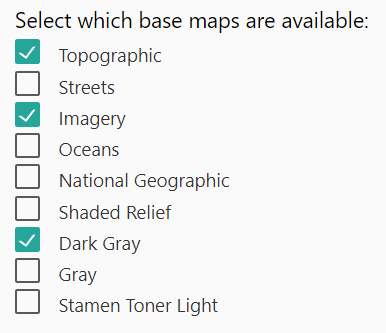 Select which base maps are available:
Topographic
Streets
Imagery
Oceans
National Geographic
Shaded Relief
Dark Gray
Gray
Stamen Toner Light